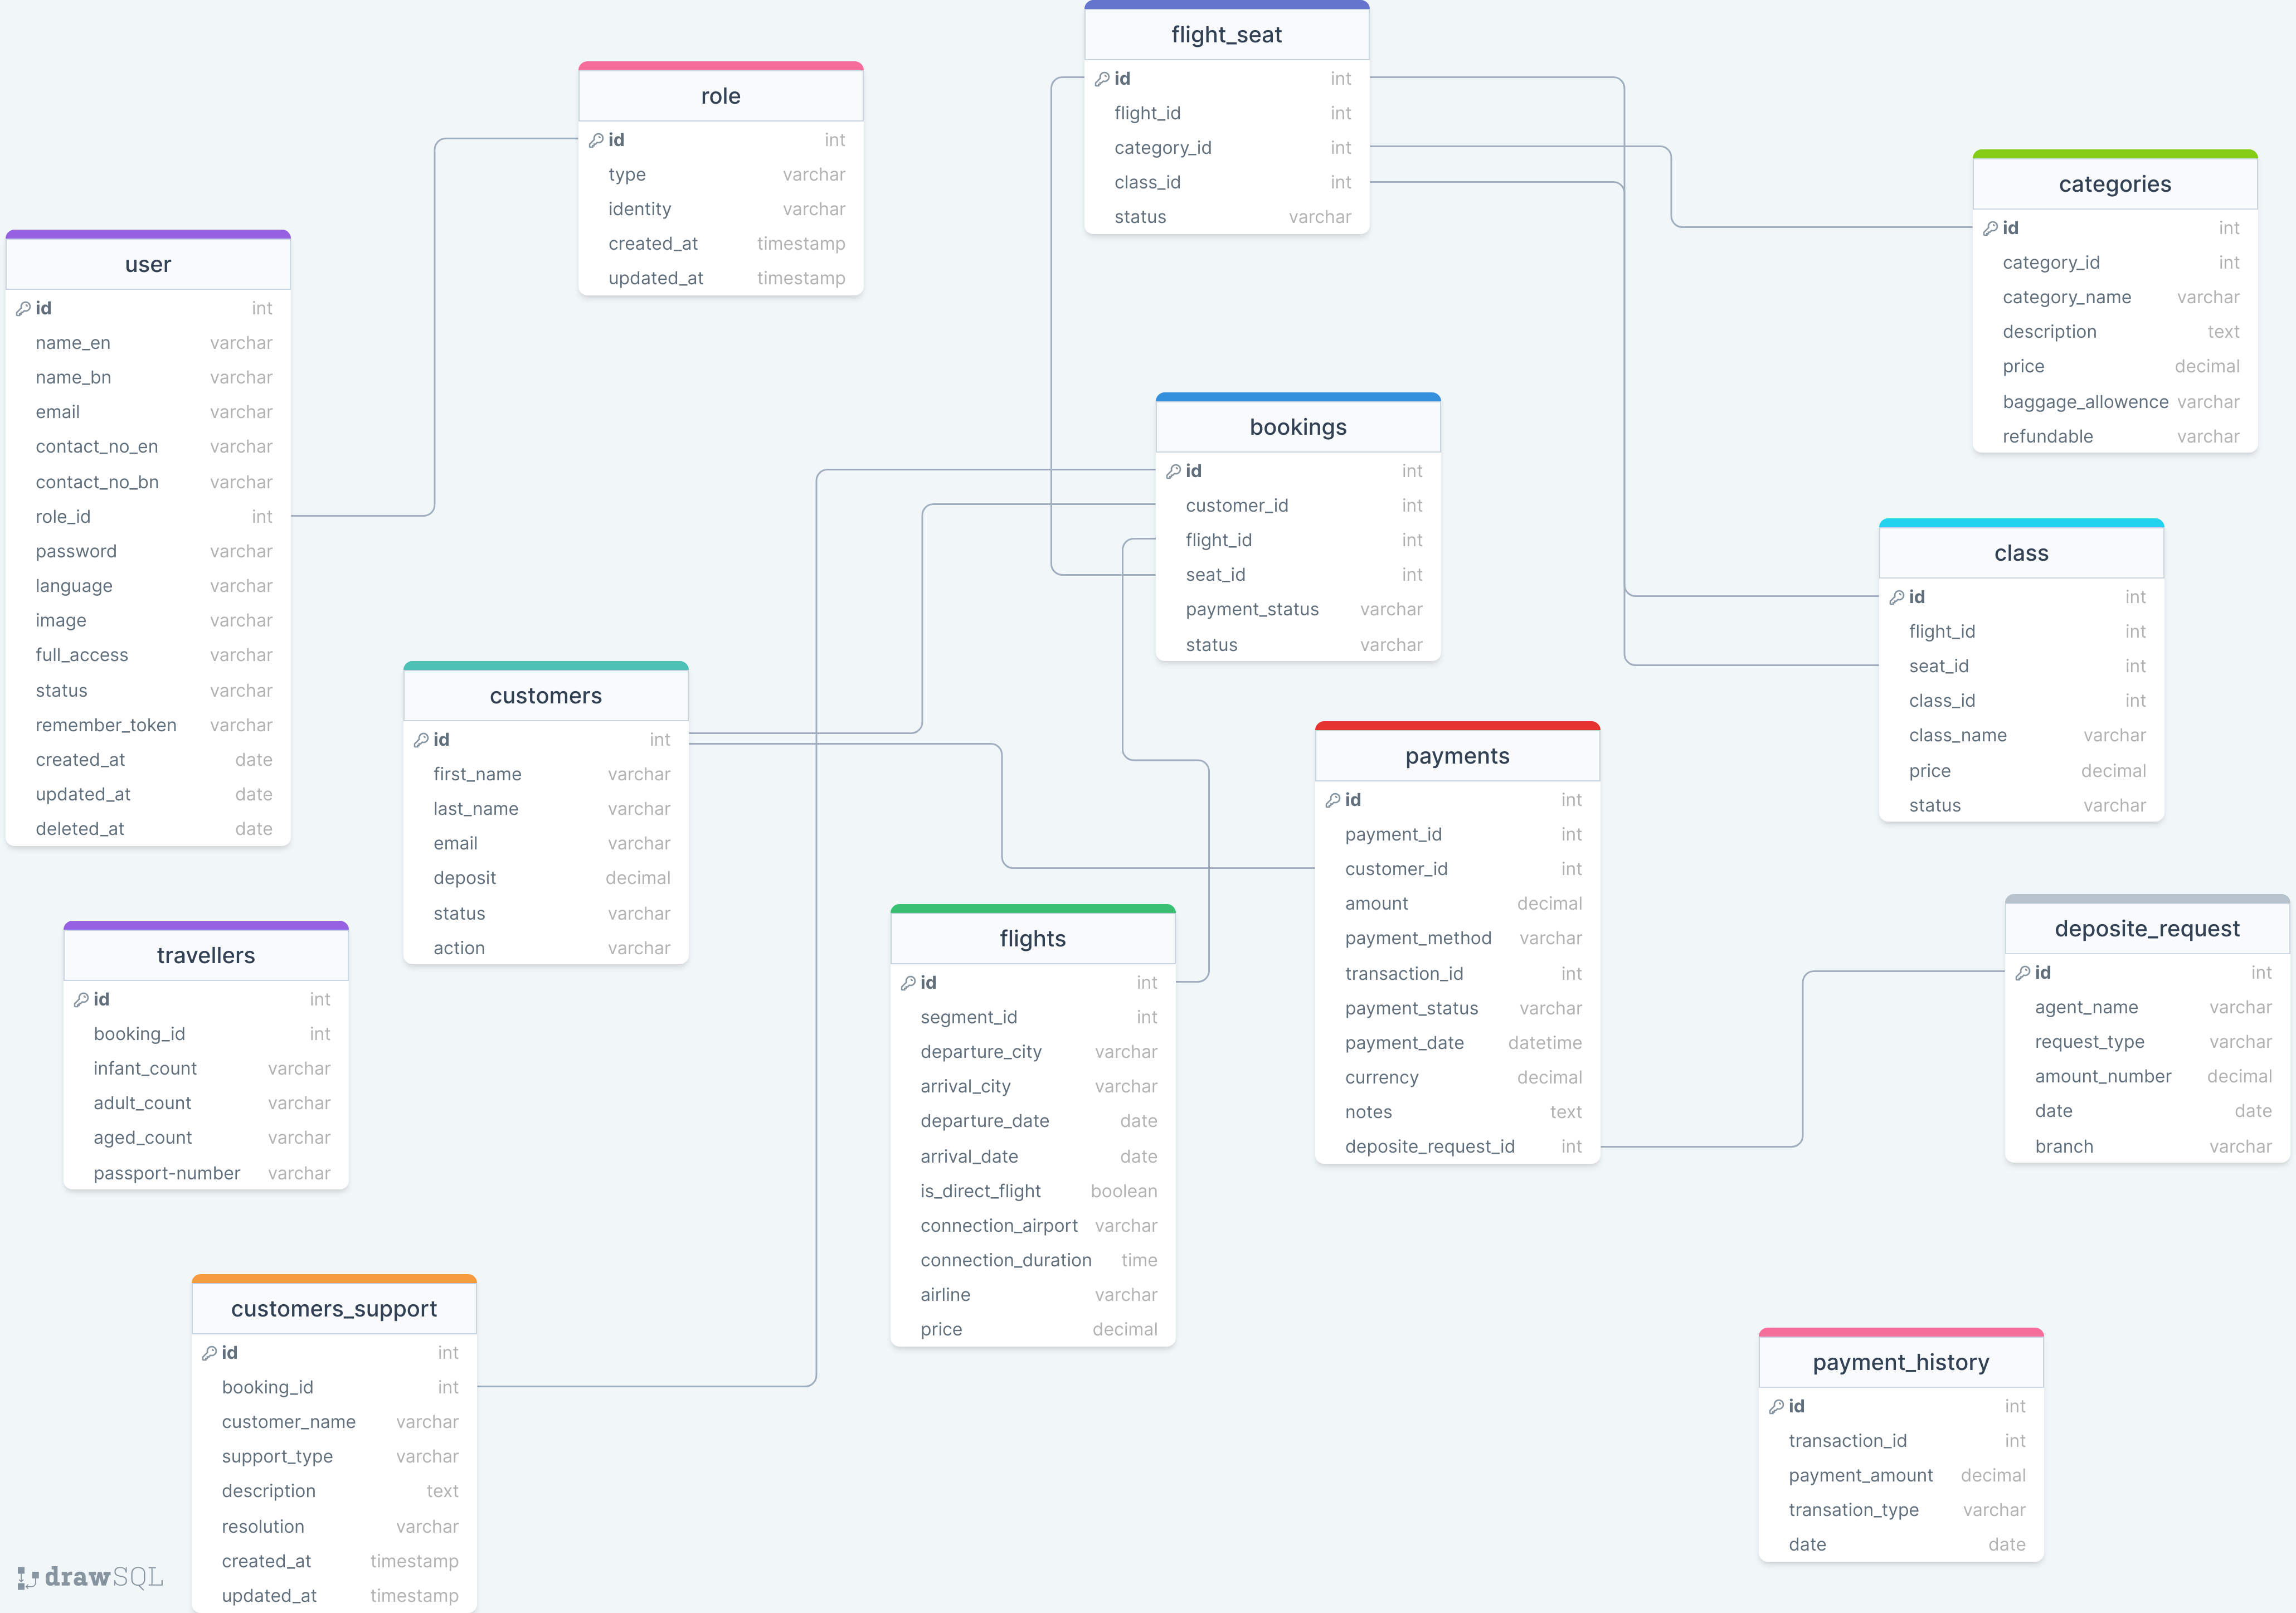 flight_seat
id int
flight_id int
category_id int
class_id int
status varchar
role
id int
type varchar
identity varchar
created_at timestamp
updated_at timestamp
categories
id int
category_id int
category_name varchar
description text
price decimal
baggage_allowence varchar
refundable varchar
user
id int
name_en varchar
name_bn varchar
email varchar
contact_no_en varchar
contact_no_bn varchar
role_id int
password varchar
language varchar
image varchar
full_access varchar
status varchar
remember_token varchar
created_at date
updated_at date
deleted_at date
bookings
id int
customer_id int
flight_id int
seat_id int
payment_status varchar
status varchar
class
id int
flight_id int
seat_id int
class_id int
class_name varchar
price decimal
status varchar
customers
id int
first_name varchar
last_name varchar
email varchar
deposit decimal
status varchar
action varchar
payments
id int
payment_id int
customer_id int
amount decimal
payment_method varchar
transaction_id int
payment_status varchar
payment_date datetime
currency decimal
notes text
deposite_request_id int
deposite_request
id int
agent_name varchar
request_type varchar
amount_number decimal
date date
branch varchar
flights
id int
segment_id int
departure_city varchar
arrival_city varchar
departure_date date
arrival_date date
is_direct_flight boolean
connection_airport varchar
connection_duration time
airline varchar
price decimal
travellers
id int
booking_id int
infant_count varchar
adult_count varchar
aged_count varchar
passport-number varchar
customers_support
id int
booking_id int
customer_name varchar
support_type varchar
description text
resolution varchar
created_at timestamp
updated_at timestamp
payment_history
id int
transaction_id int
payment_amount decimal
transation_type varchar
date date
drawSQL